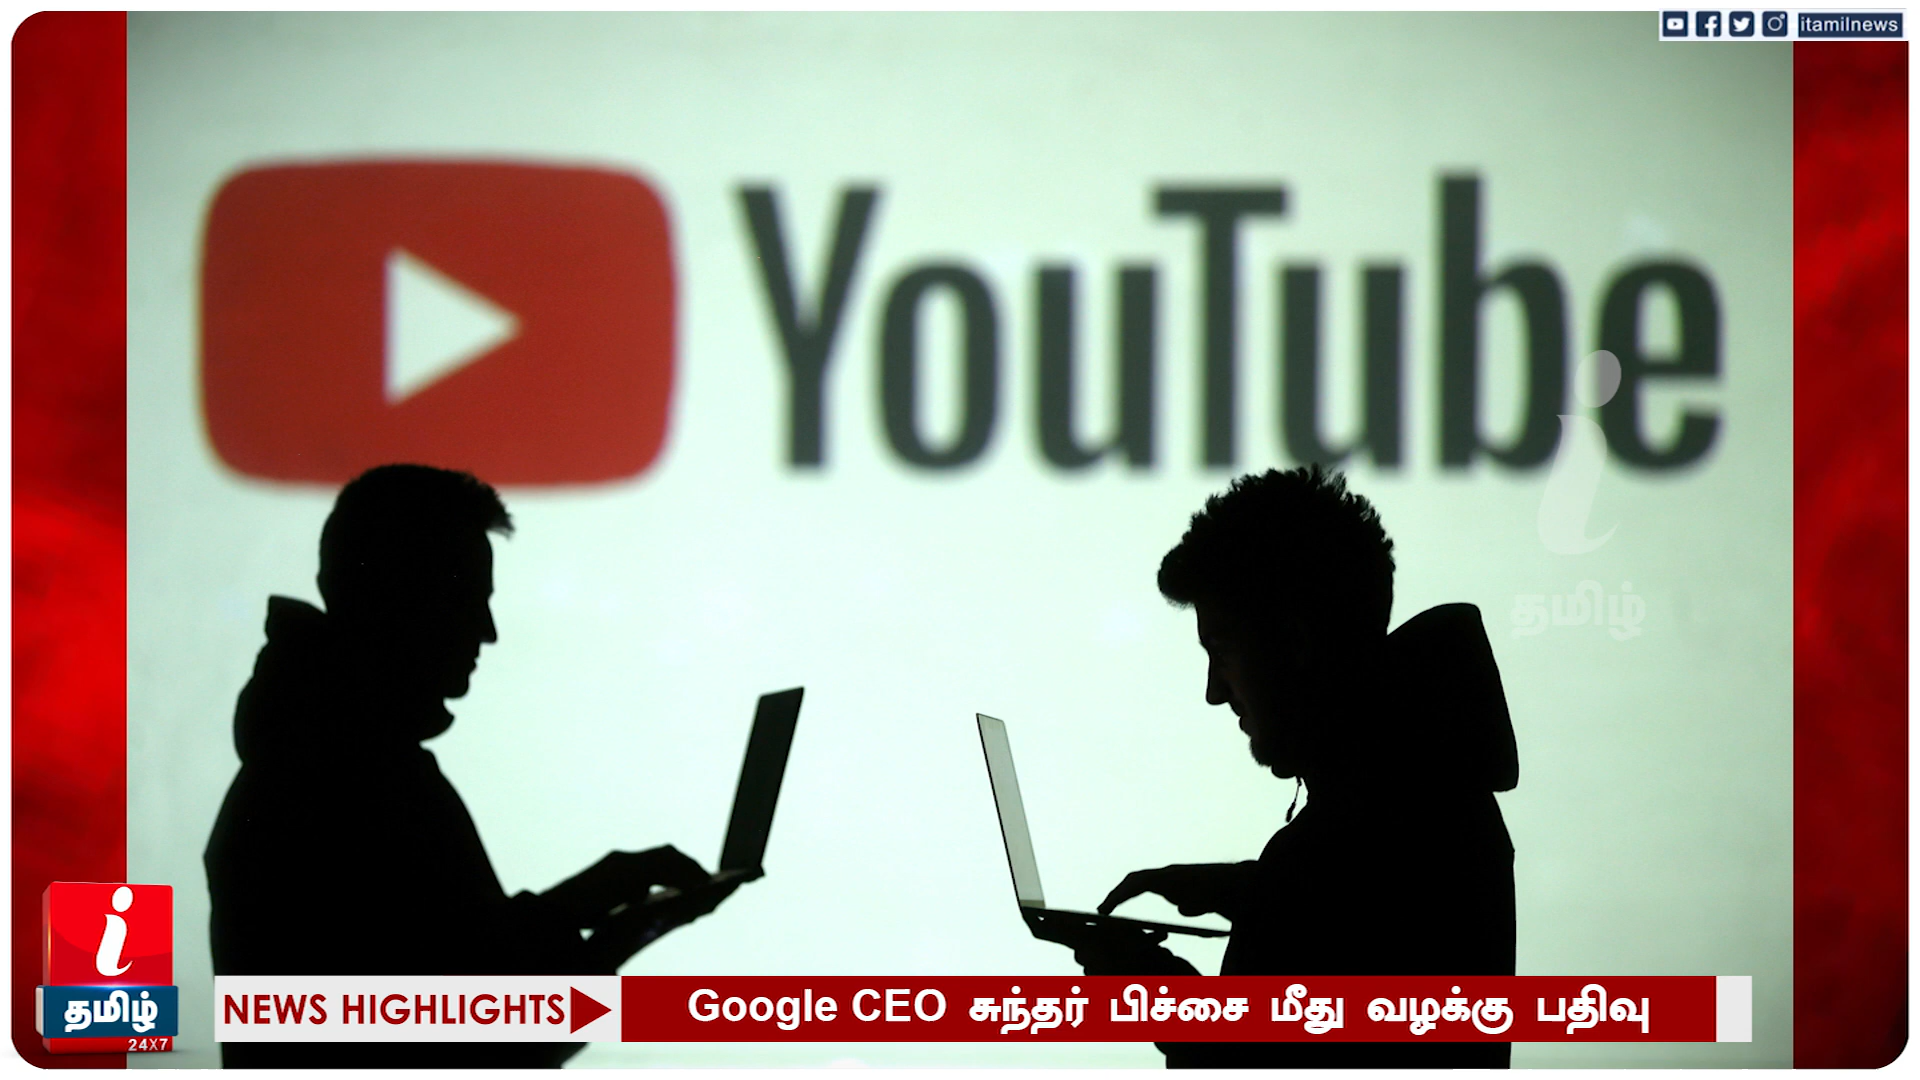 itamilnews
YouTube
i
தமிழ்
i
தமிழ்
24X7
NEWS HIGHLIGHTS
Google CEO சுந்தர் பிச்சை மீது வழக்கு பதிவு